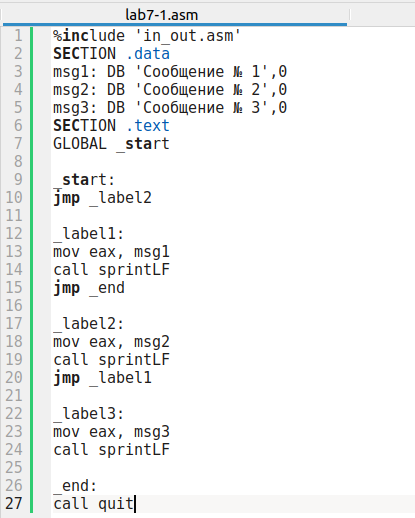 lab7-1.asm
1 %include 'in_out.asm'
2 SECTION .data
3 msg1: DB 'Сообщение № 1',0
4 msg2: DB 'Сообщение № 2',0
5 msg3: DB 'Сообщение № 3',0
6 SECTION .text
7 GLOBAL _start
8
9 _start:
10 jmp _label2
11
12 _label1:
13 mov eax, msg1
14 call sprintLF
15 jmp _end
16
17 _label2:
18 mov eax, msg2
19 call sprintLF
20 jmp _label1
21
22 _label3:
23 mov eax, msg3
24 call sprintLF
25
26 _end:
27 call quit